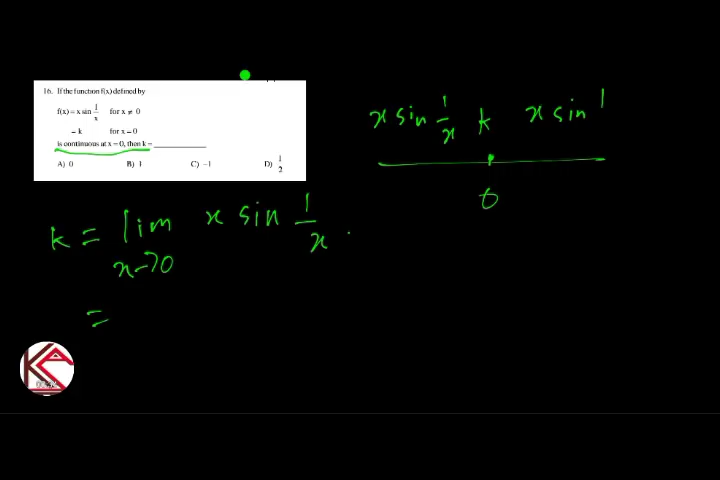 16. If the function f(x) defined by
f(x) = x sin 1/x for x ≠ 0
= k for x = 0
is continuous at x = 0, then k = __________
A) 0 B) 1 C) −1 D) 1/2
x sin 1/x k x sin 1
0
k = lim x→0 x sin 1/x .
=